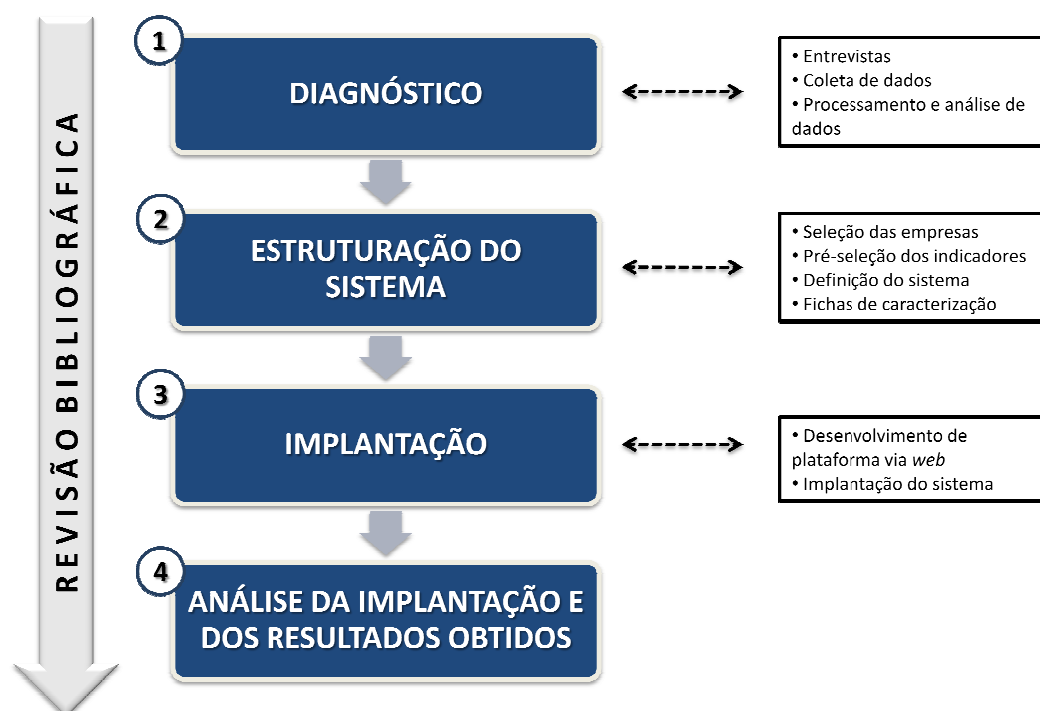 REVISÃO BIBLIOGRÁFICA
1
DIAGNÓSTICO
• Entrevistas
• Coleta de dados
• Processamento e análise de
dados
2
ESTRUTURAÇÃO DO
SISTEMA
• Seleção das empresas
• Pré-seleção dos indicadores
• Definição do sistema
• Fichas de caracterização
3
IMPLANTAÇÃO
• Desenvolvimento de
plataforma via web
• Implantação do sistema
4
ANÁLISE DA IMPLANTAÇÃO E
DOS RESULTADOS OBTIDOS